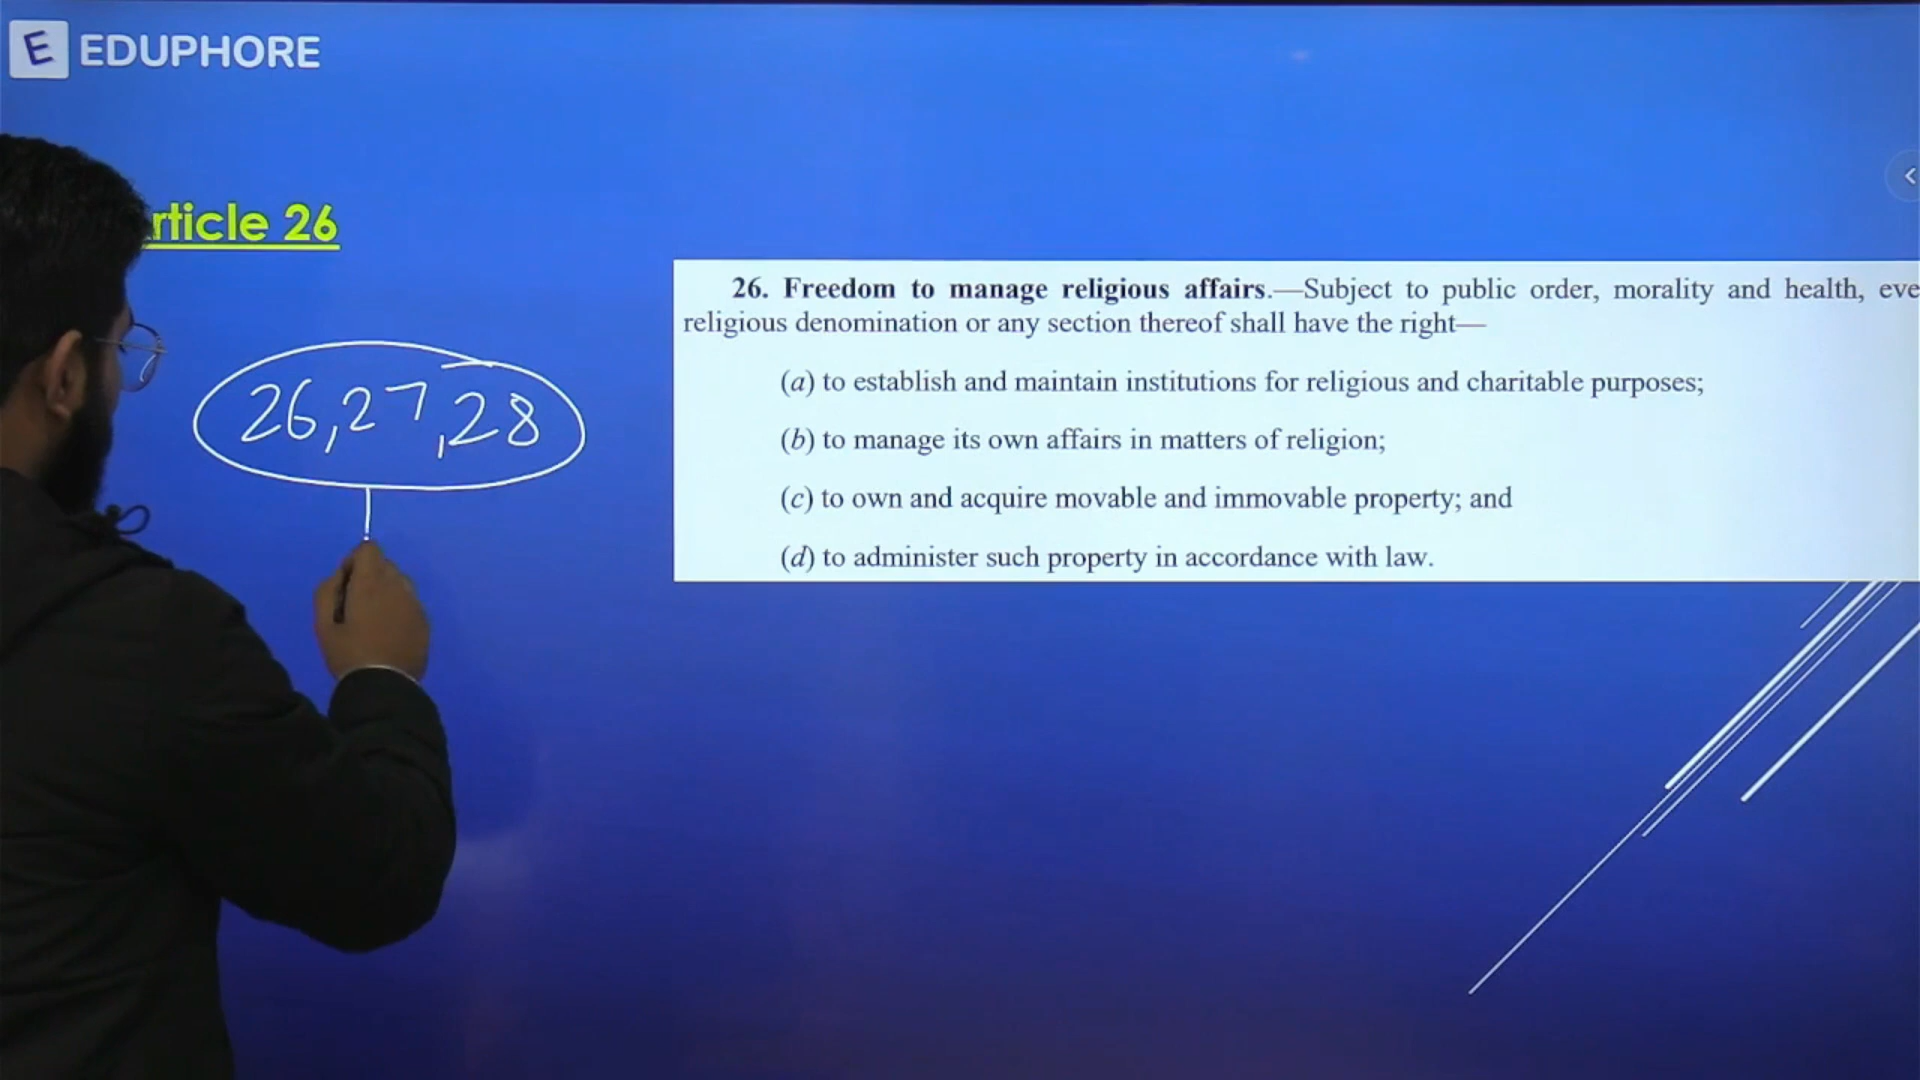 E EDUPHORE
rticle 26
26,27,28
26. Freedom to manage religious affairs.—Subject to public order, morality and health, eve
religious denomination or any section thereof shall have the right—
(a) to establish and maintain institutions for religious and charitable purposes;
(b) to manage its own affairs in matters of religion;
(c) to own and acquire movable and immovable property; and
(d) to administer such property in accordance with law.